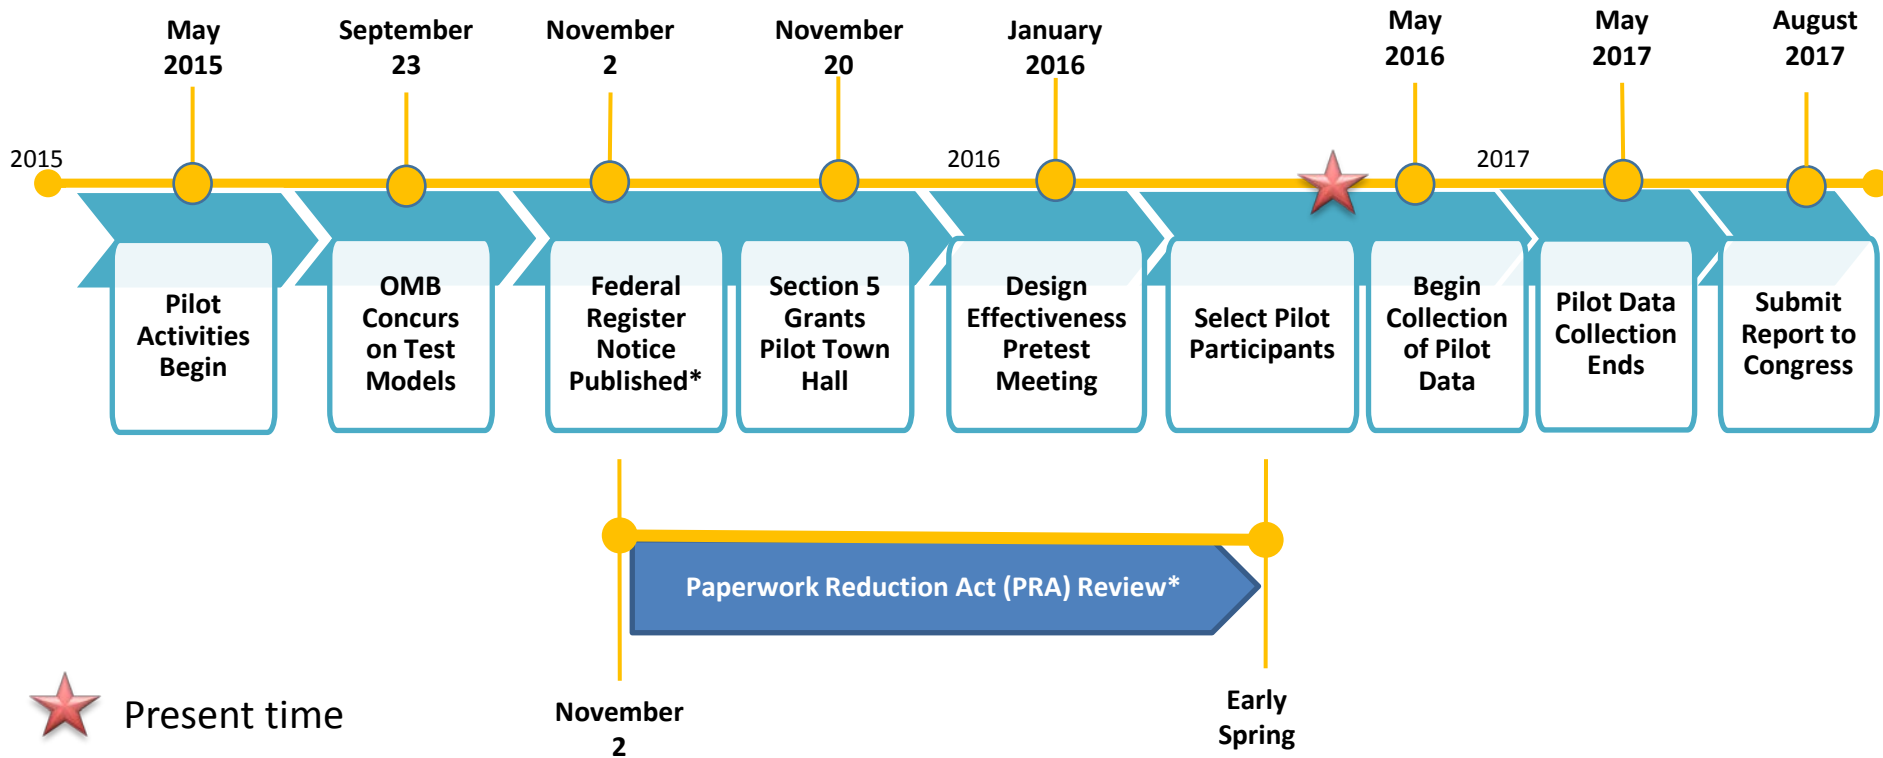 May
2015
September
23
November
2
November
20
January
2016
May
2016
May
2017
August
2017
2015
2016
2017
Pilot
Activities
Begin
OMB
Concurs
on Test
Models
Federal
Register
Notice
Published*
Section 5
Grants
Pilot Town
Hall
Design
Effectiveness
Pretest
Meeting
Select Pilot
Participants
Begin
Collection
of Pilot
Data
Pilot Data
Collection
Ends
Submit
Report to
Congress
Paperwork Reduction Act (PRA) Review*
November
2
Early
Spring
Present time